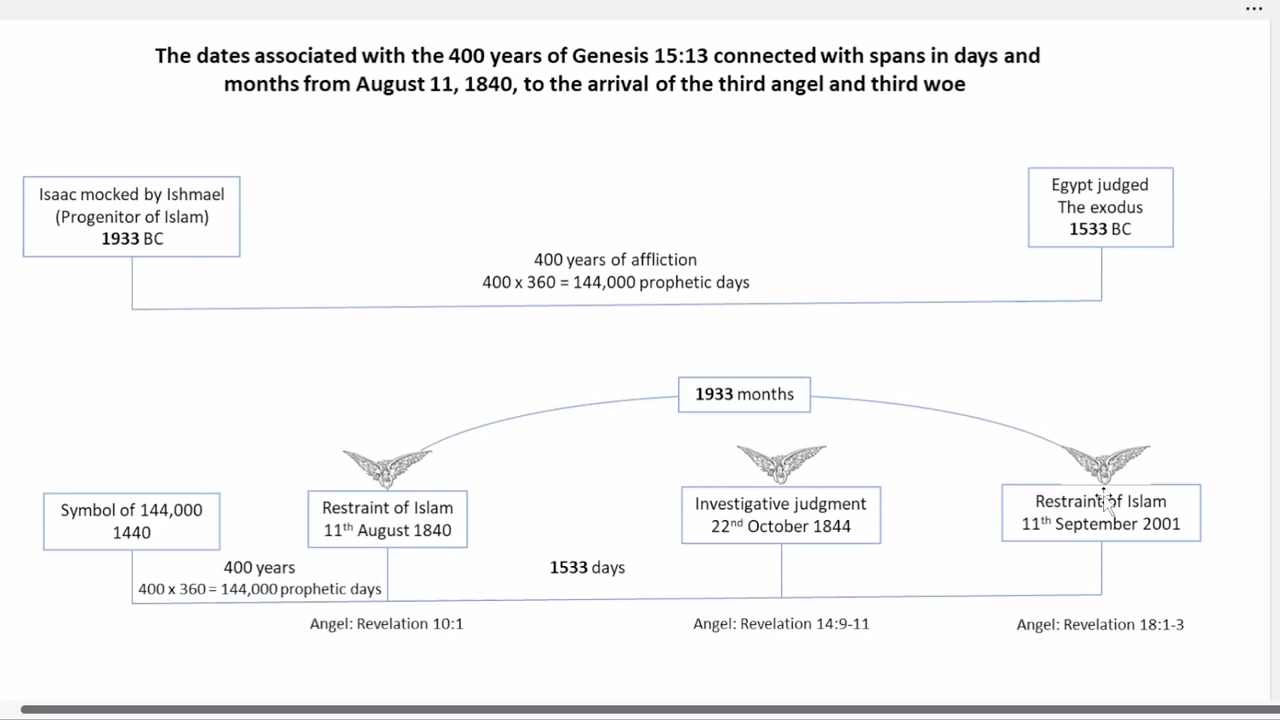 The dates associated with the 400 years of Genesis 15:13 connected with spans in days and
months from August 11, 1840, to the arrival of the third angel and third woe
Isaac mocked by Ishmael
(Progenitor of Islam)
1933 BC
Egypt judged
The exodus
1533 BC
400 years of affliction
400 x 360 = 144,000 prophetic days
1933 months
Symbol of 144,000
1440
Restraint of Islam
11th August 1840
Investigative judgment
22nd October 1844
Restraint of Islam
11th September 2001
400 years
400 x 360 = 144,000 prophetic days
1533 days
Angel: Revelation 10:1
Angel: Revelation 14:9-11
Angel: Revelation 18:1-3